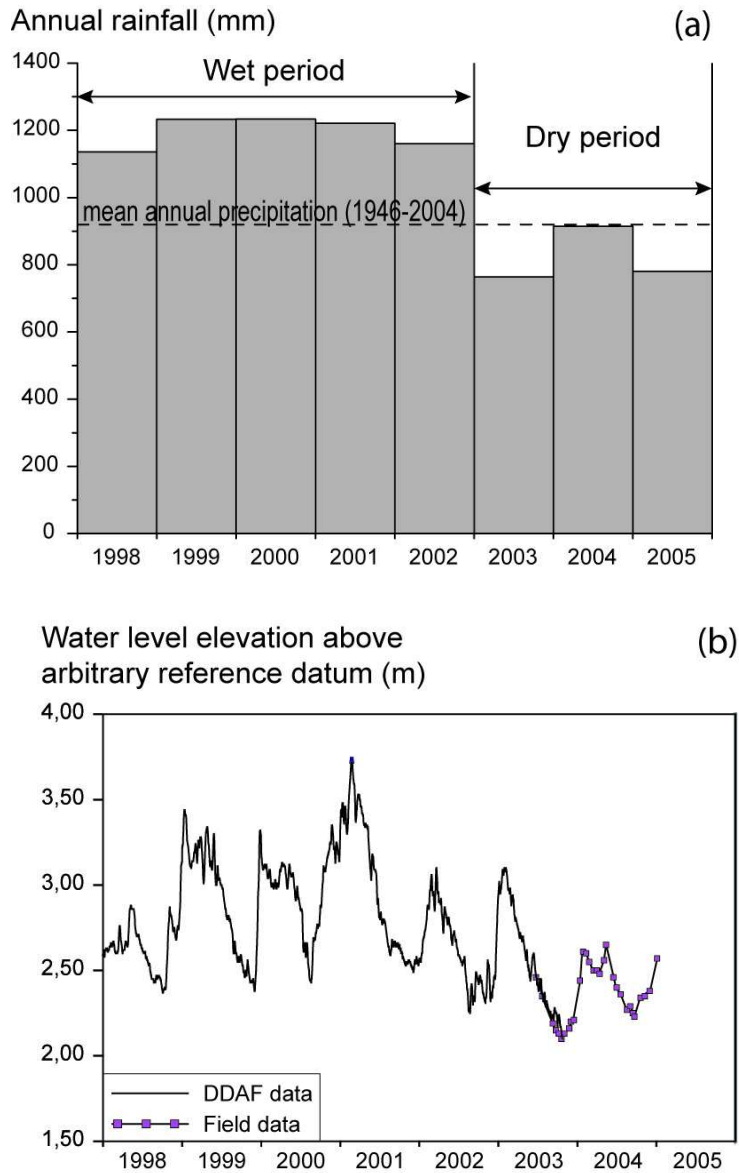 Annual rainfall (mm)
(a)
1400
Wet period
1200
Dry period
1000
mean annual precipitation (1946-2004)
800
600
400
200
0
1998 1999 2000 2001 2002 2003 2004 2005
Water level elevation above
(b)
arbitrary reference datum (m)
4,00
3,50
3,00
2,50
2,00
DDAF data
Field data
1,50
1998 1999 2000 2001 2002 2003 2004 2005